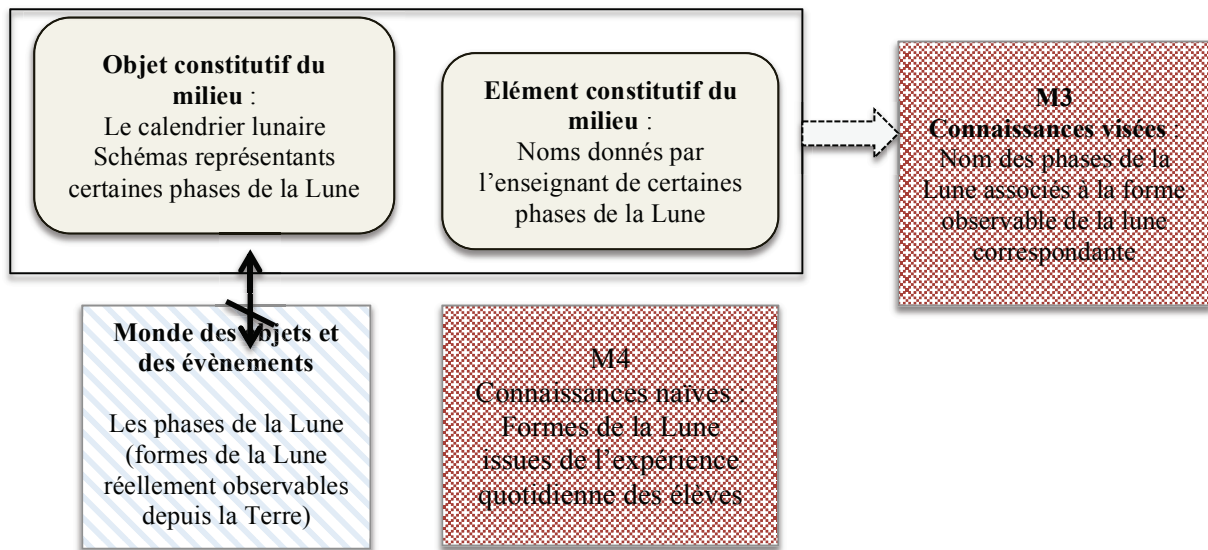 Objet constitutif du
milieu :
Le calendrier lunaire
Schémas représentants
certaines phases de la Lune
Elément constitutif du
milieu :
Noms donnés par
l’enseignant de certaines
phases de la Lune
M3
Connaissances visées :
Nom des phases de la
Lune associés à la forme
observable de la lune
correspondante
Monde des objets et
des évènements
Les phases de la Lune
(formes de la Lune
réellement observables
depuis la Terre)
M4
Connaissances naïves :
Formes de la Lune
issues de l’expérience
quotidienne des élèves